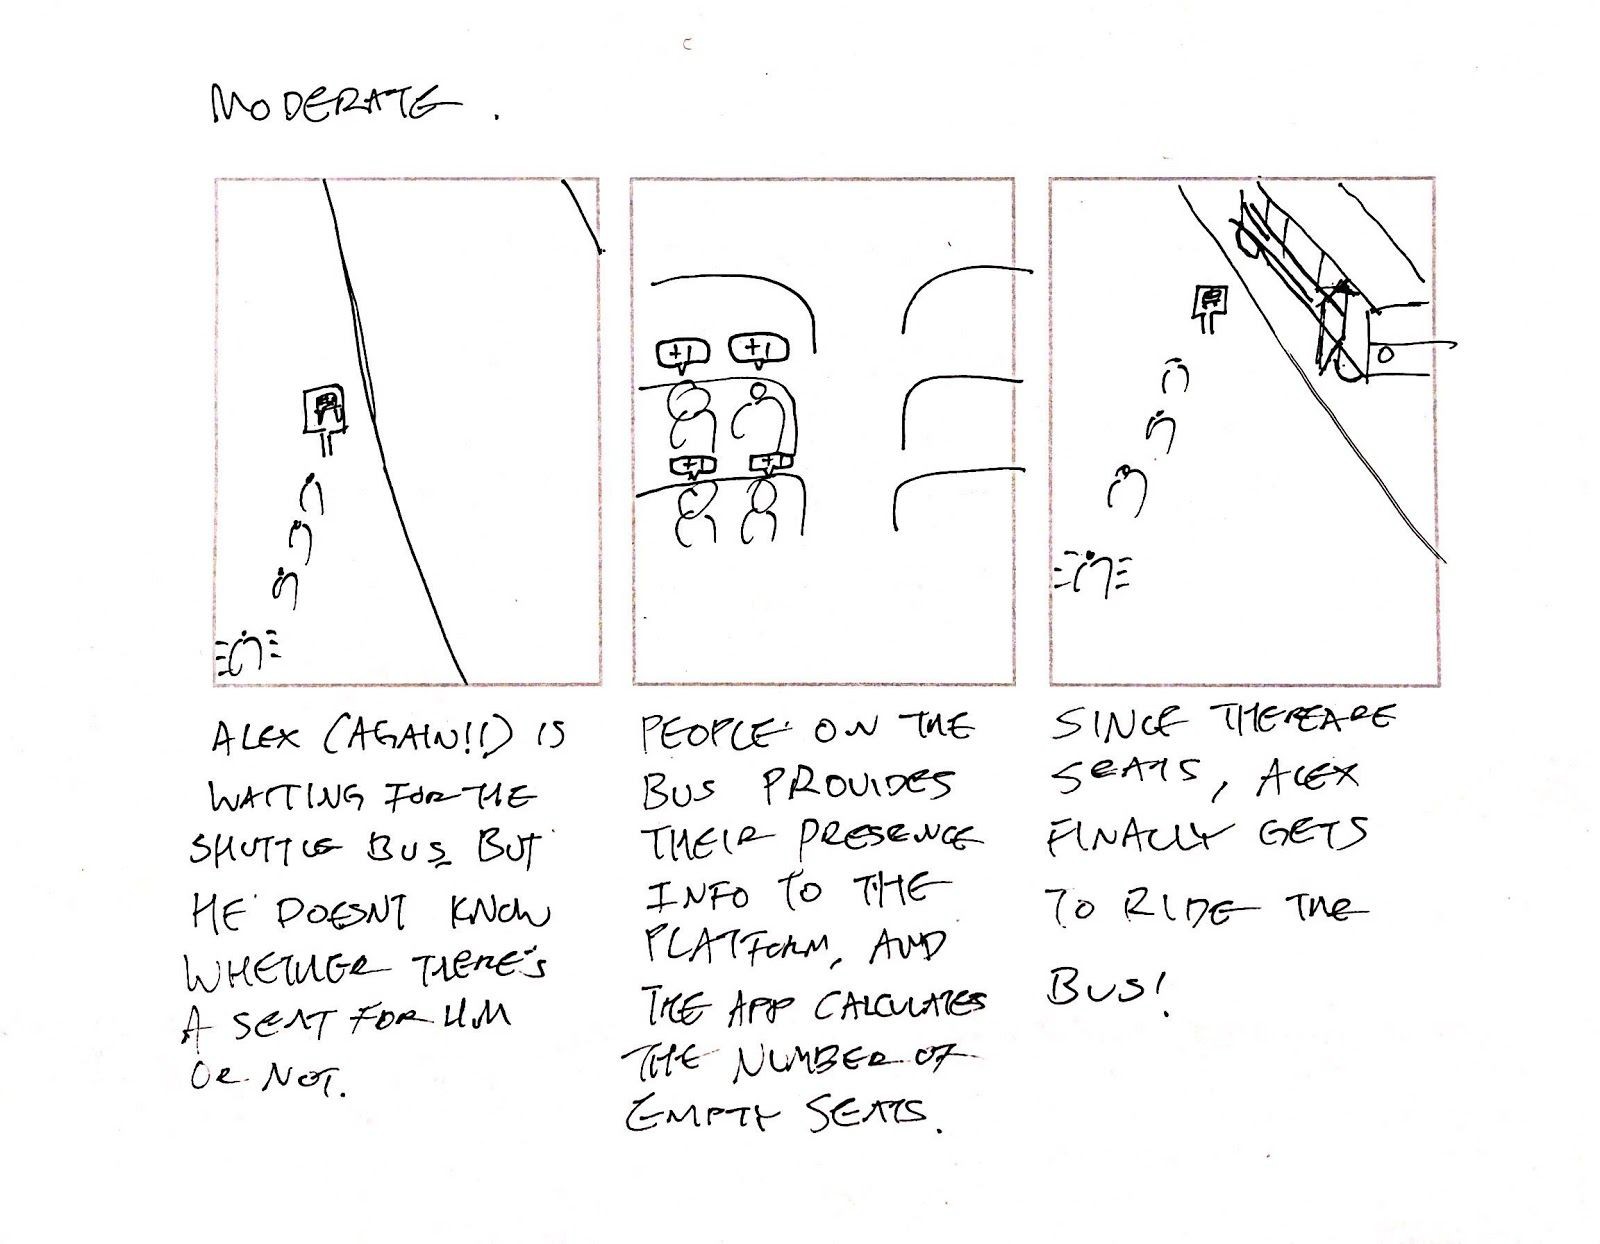 MODERATE.
+1 +1
+1 +1
ALEX (AGAIN!!) IS
WAITING FOR THE
SHUTTLE BUS BUT
HE DOESNT KNOW
WHETHER THERE'S
A SEAT FOR HIM
OR NOT.
PEOPLE ON THE
BUS PROVIDES
THEIR PRESENCE
INFO TO THE
PLATFORM, AND
THE APP CALCULATES
THE NUMBER OF
EMPTY SEATS.
SINCE THERE ARE
SEATS, ALEX
FINALLY GETS
TO RIDE THE
BUS!